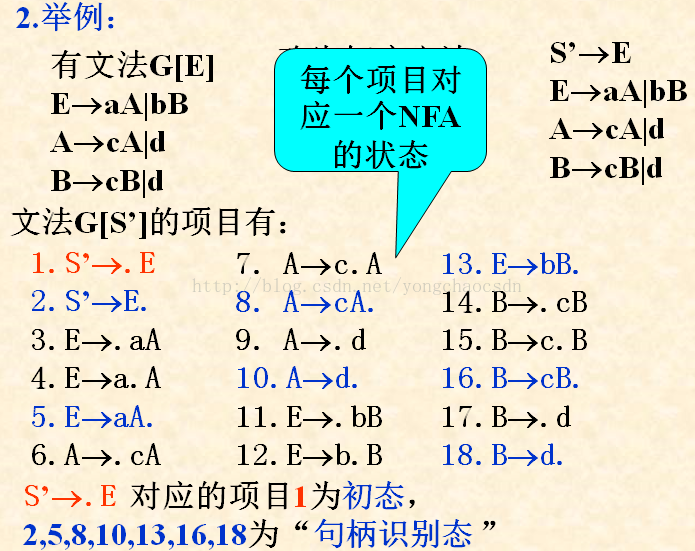 2.举例：
有文法G[E]
E→aA|bB
A→cA|d
B→cB|d
每个项目对
应一个NFA
的状态
S’→E
E→aA|bB
A→cA|d
B→cB|d
文法G[S’]的项目有：
1. S’→.E 7. A→c.A 13. E→bB.
http://blog.csdn.net/yongchaocsdn
2. S’→E. 8. A→cA. 14. B→.cB
3. E→.aA 9. A→.d 15. B→c.B
4. E→a.A 10. A→d. 16. B→cB.
5. E→aA. 11. E→.bB 17. B→.d
6. A→.cA 12. E→b.B 18. B→d.
S’→.E 对应的项目1为初态，
2,5,8,10,13,16,18为“句柄识别态”